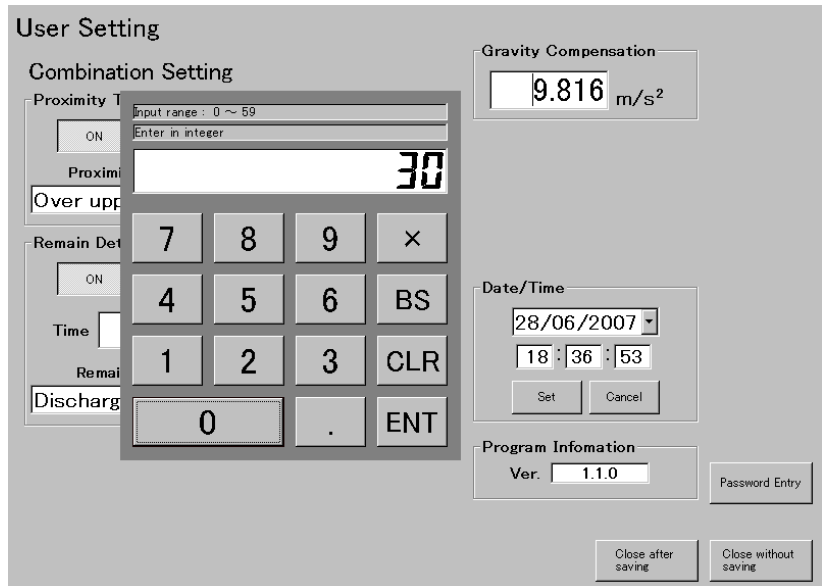 User Setting
Combination Setting
Proximity T
ON
Proximi
Over upp
Remain Det
ON
Time
Remai
Discharg
Input range : 0 ～ 59
Enter in integer
30
7 8 9 ×
4 5 6 BS
1 2 3 CLR
0 . ENT
Gravity Compensation
9.816 m/s²
Date/Time
28/06/2007
18 : 36 : 53
Set Cancel
Program Infomation
Ver. 1.1.0
Password Entry
Close after
saving
Close without
saving